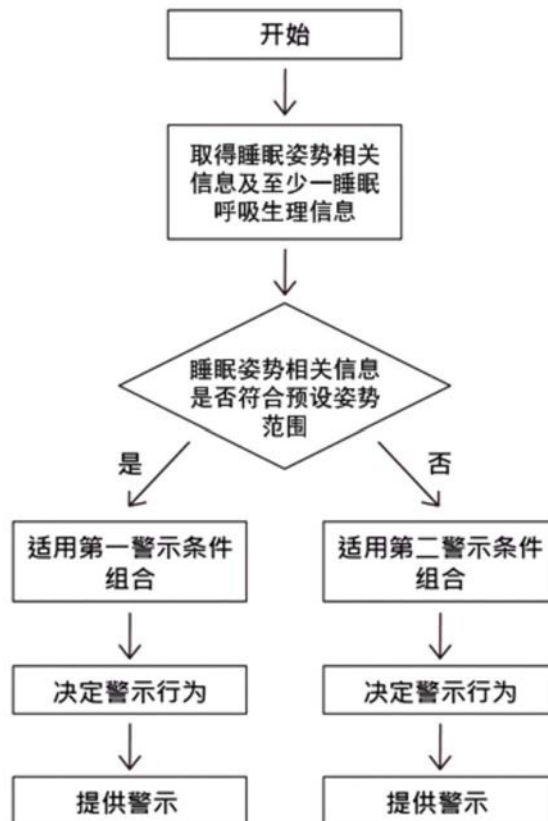 开始
取得睡眠姿势相关
信息及至少一睡眠
呼吸生理信息
睡眠姿势相关信息
是否符合预设姿势
范围
是
否
适用第一警示条件
组合
适用第二警示条件
组合
决定警示行为
决定警示行为
提供警示
提供警示